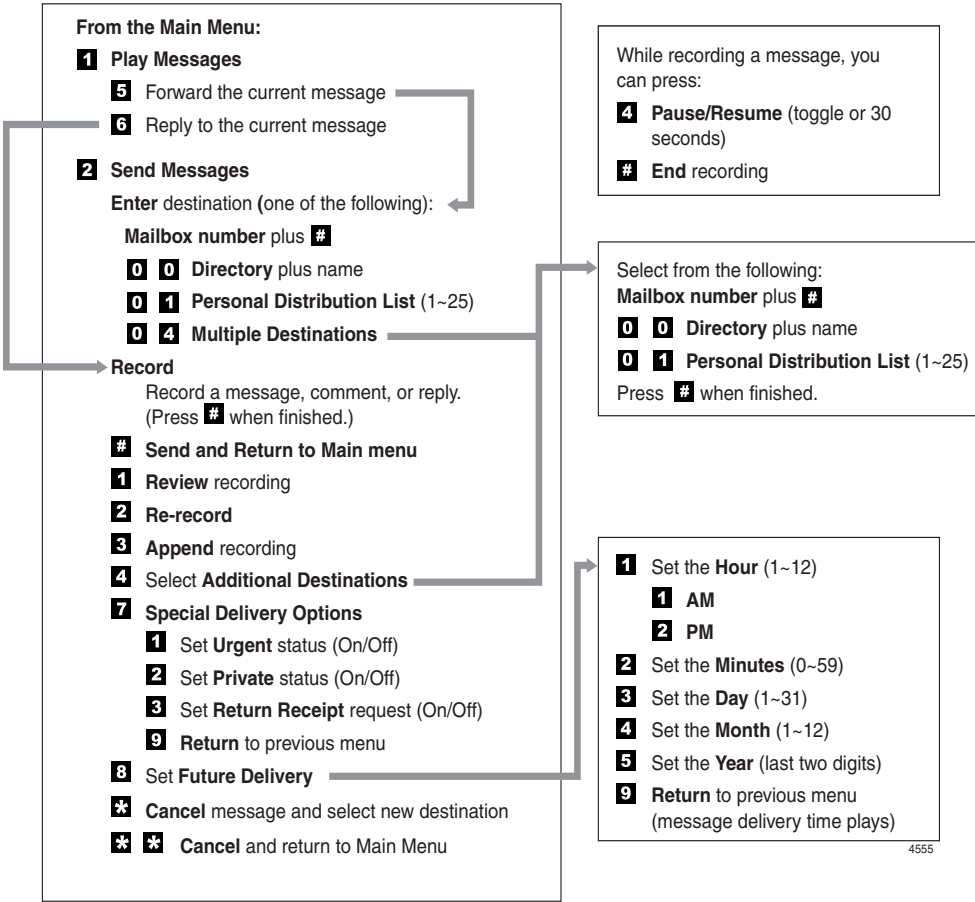 From the Main Menu:
1 Play Messages
5 Forward the current message
6 Reply to the current message
2 Send Messages
Enter destination (one of the following):
Mailbox number plus #
0 0 Directory plus name
0 1 Personal Distribution List (1~25)
0 4 Multiple Destinations
Record
Record a message, comment, or reply.
(Press # when finished.)
# Send and Return to Main menu
1 Review recording
2 Re-record
3 Append recording
4 Select Additional Destinations
7 Special Delivery Options
1 Set Urgent status (On/Off)
2 Set Private status (On/Off)
3 Set Return Receipt request (On/Off)
9 Return to previous menu
8 Set Future Delivery
* Cancel message and select new destination
* * Cancel and return to Main Menu
While recording a message, you
can press:
4 Pause/Resume (toggle or 30
seconds)
# End recording
Select from the following:
Mailbox number plus #
0 0 Directory plus name
0 1 Personal Distribution List (1~25)
Press # when finished.
1 Set the Hour (1~12)
1 AM
2 PM
2 Set the Minutes (0~59)
3 Set the Day (1~31)
4 Set the Month (1~12)
5 Set the Year (last two digits)
9 Return to previous menu
(message delivery time plays)
4555